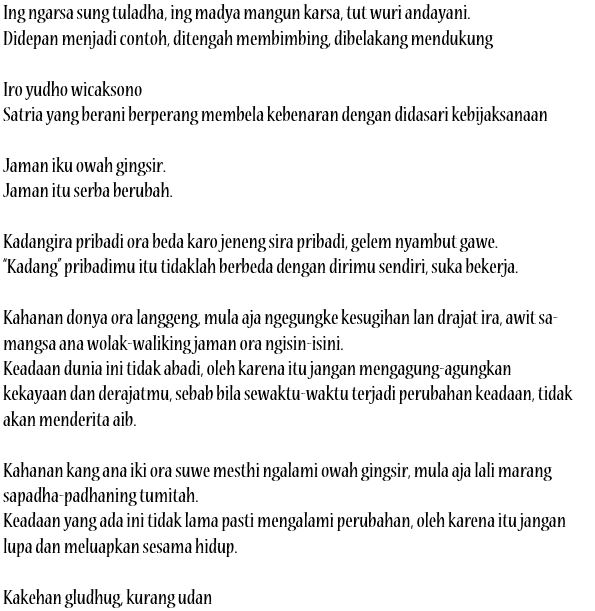 Ing ngarsa sung tuladha, ing madya mangun karsa, tut wuri andayani.
Didepan menjadi contoh, ditengah membimbing, dibelakang mendukung
Iro yudho wicaksono
Satria yang berani berperang membela kebenaran dengan didasari kebijaksanaan
Jaman iku owah gingsir.
Jaman itu serba berubah.
Kadangira pribadi ora beda karo jeneng sira pribadi, gelem nyambut gawe.
"Kadang" pribadimu itu tidaklah berbeda dengan dirimu sendiri, suka bekerja.
Kahanan donya ora langgeng, mula aja ngegungke kesugihan lan drajat ira, awit sa-
mangsa ana wolak-waliking jaman ora ngisin-isini.
Keadaan dunia ini tidak abadi, oleh karena itu jangan mengagung-agungkan
kekayaan dan derajatmu, sebab bila sewaktu-waktu terjadi perubahan keadaan, tidak
akan menderita aib.
Kahanan kang ana iki ora suwe mesthi ngalami owah gingsir, mula aja lali marang
sapadha-padhaning tumitah.
Keadaan yang ada ini tidak lama pasti mengalami perubahan, oleh karena itu jangan
lupa dan meluapkan sesama hidup.
Kakehan gludhug, kurang udan